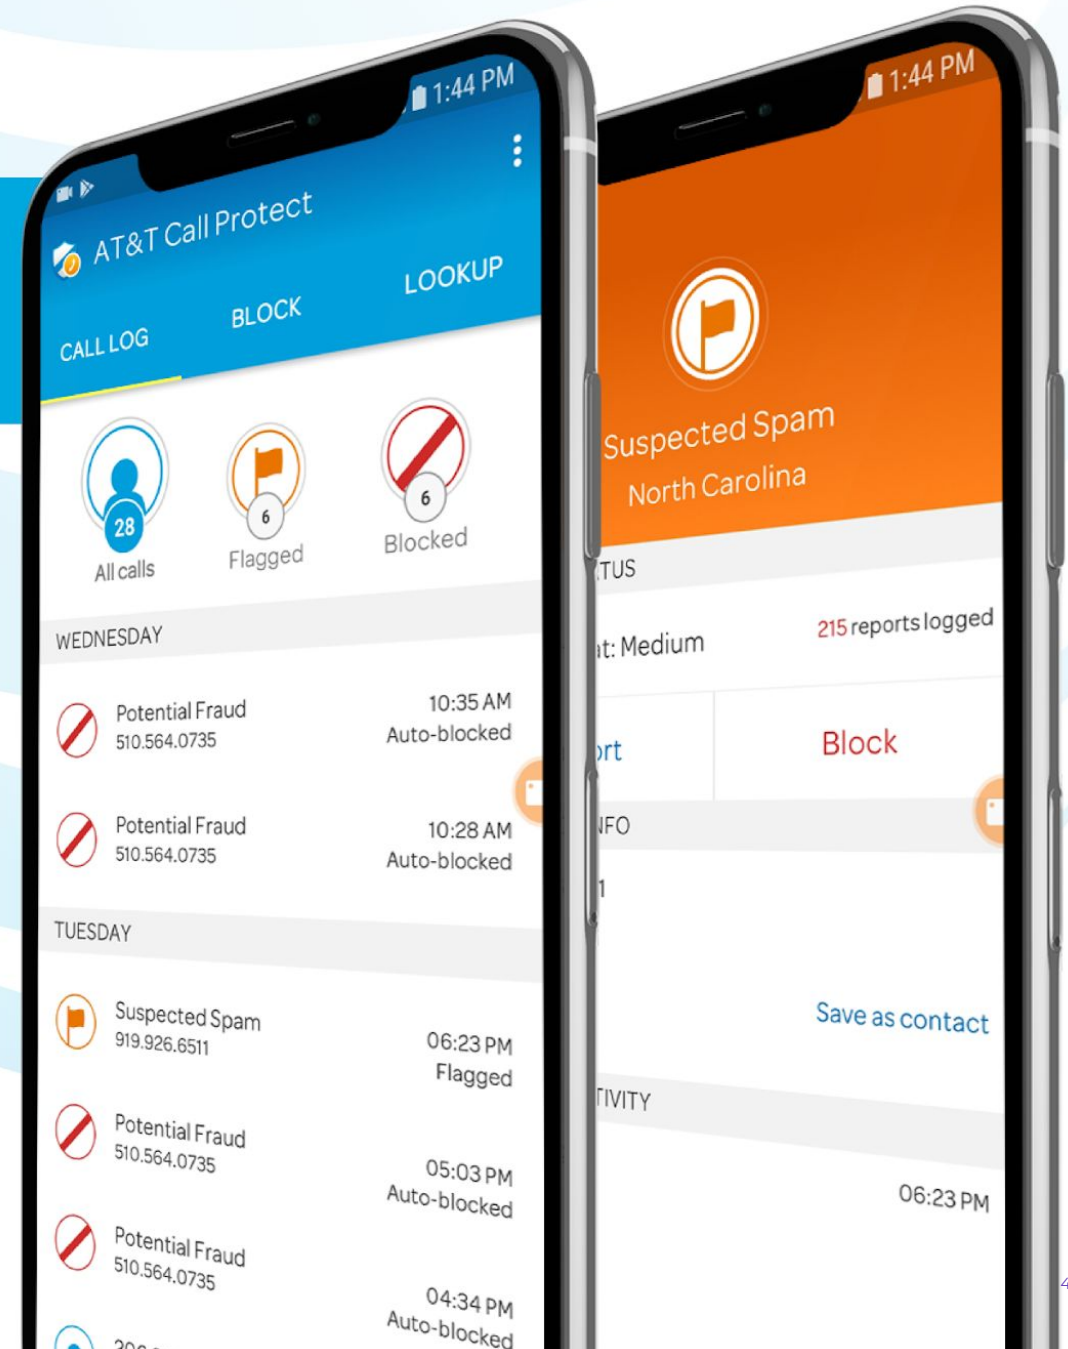 1:44 PM
AT&T Call Protect
CALL LOG
BLOCK
LOOKUP
28
All calls
6
Flagged
6
Blocked
WEDNESDAY
Potential Fraud
510.564.0735
10:35 AM
Auto-blocked
Potential Fraud
510.564.0735
10:28 AM
Auto-blocked
TUESDAY
Suspected Spam
919.926.6511
06:23 PM
Flagged
Potential Fraud
510.564.0735
05:03 PM
Auto-blocked
Potential Fraud
510.564.0735
04:34 PM
Auto-blocked
1:44 PM
Suspected Spam
North Carolina
TUS
at: Medium
215 reports logged
ort
Block
NFO
1
Save as contact
TIVITY
06:23 PM
4